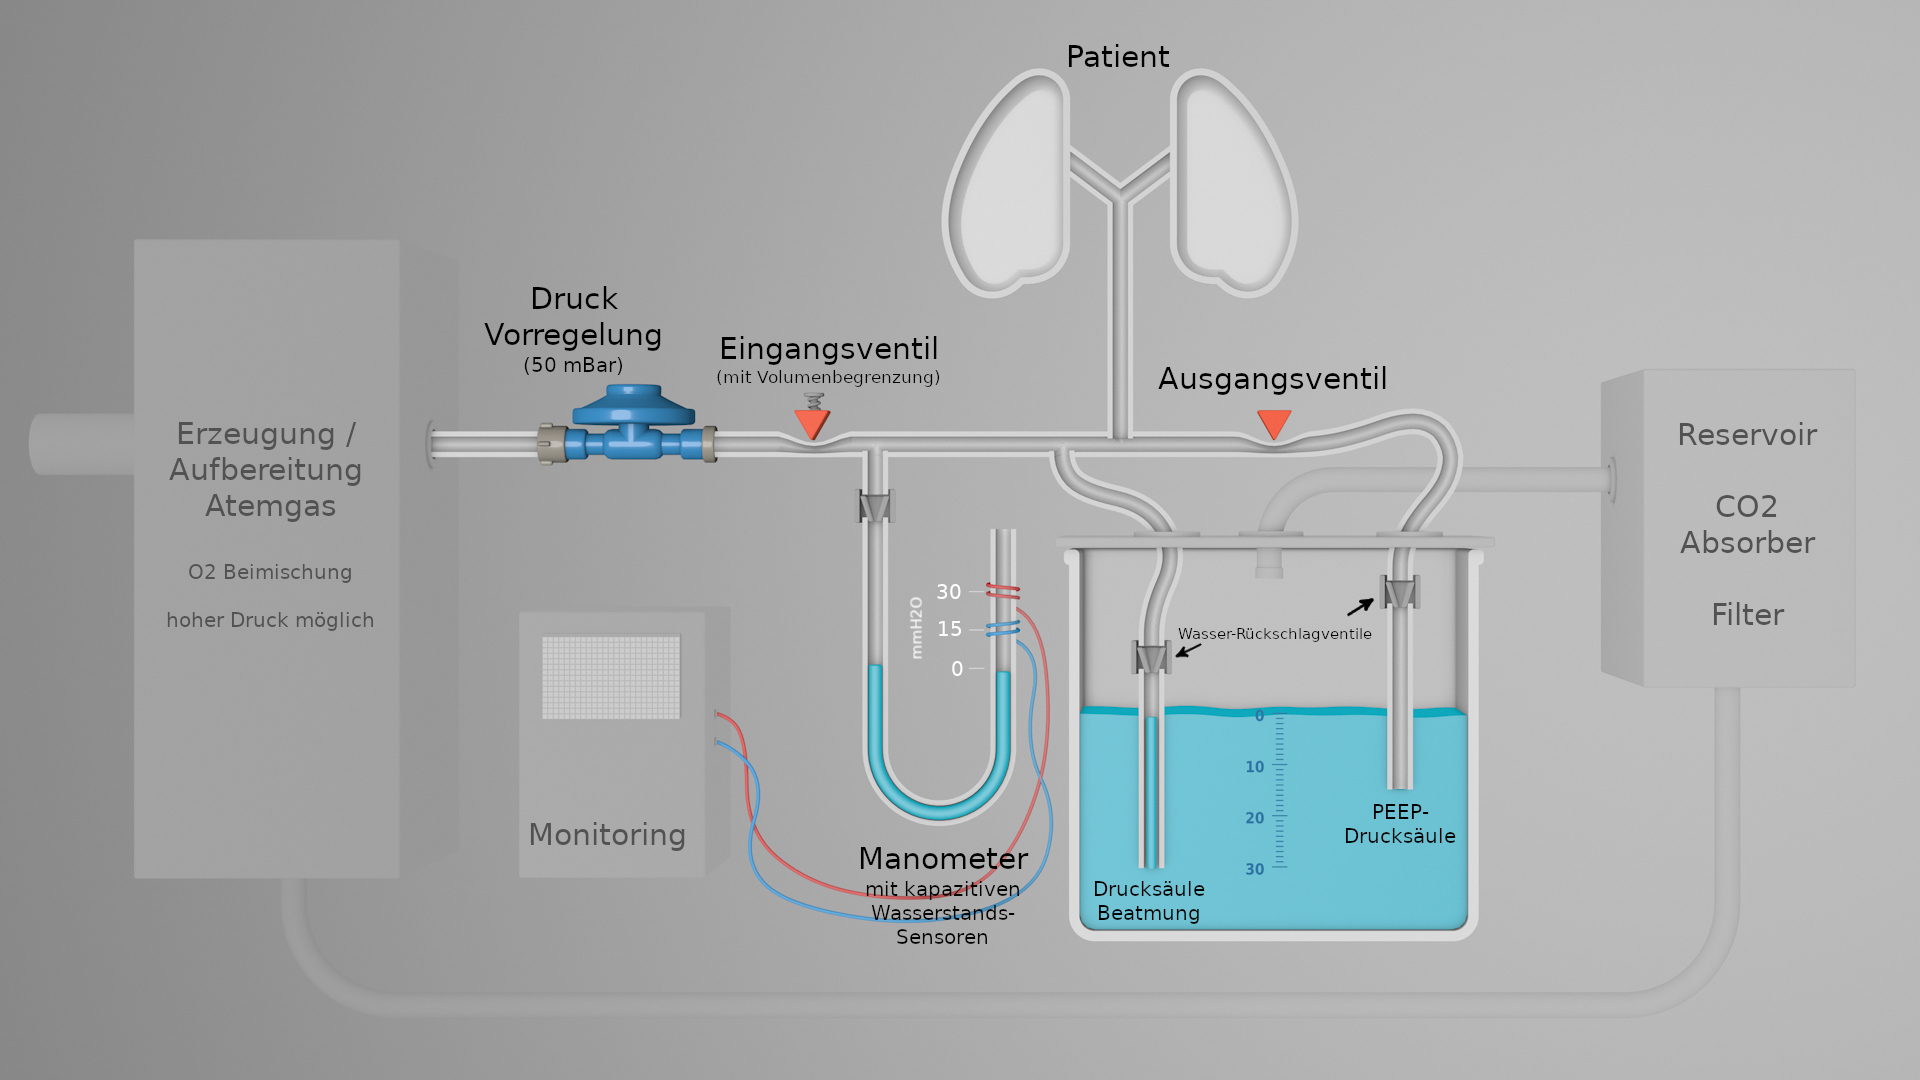 Patient
Druck
Vorregelung
(50 mBar)
Eingangsventil
(mit Volumenbegrenzung)
Ausgangsventil
Erzeugung /
Aufbereitung
Atemgas
O2 Beimischung
hoher Druck möglich
Reservoir
CO2
Absorber
Filter
mmH2O
30
15
0
Wasser-Rückschlagventile
0
10
20
30
PEEP-
Drucksäule
Drucksäule
Beatmung
Monitoring
Manometer
mit kapazitiven
Wasserstands-
Sensoren